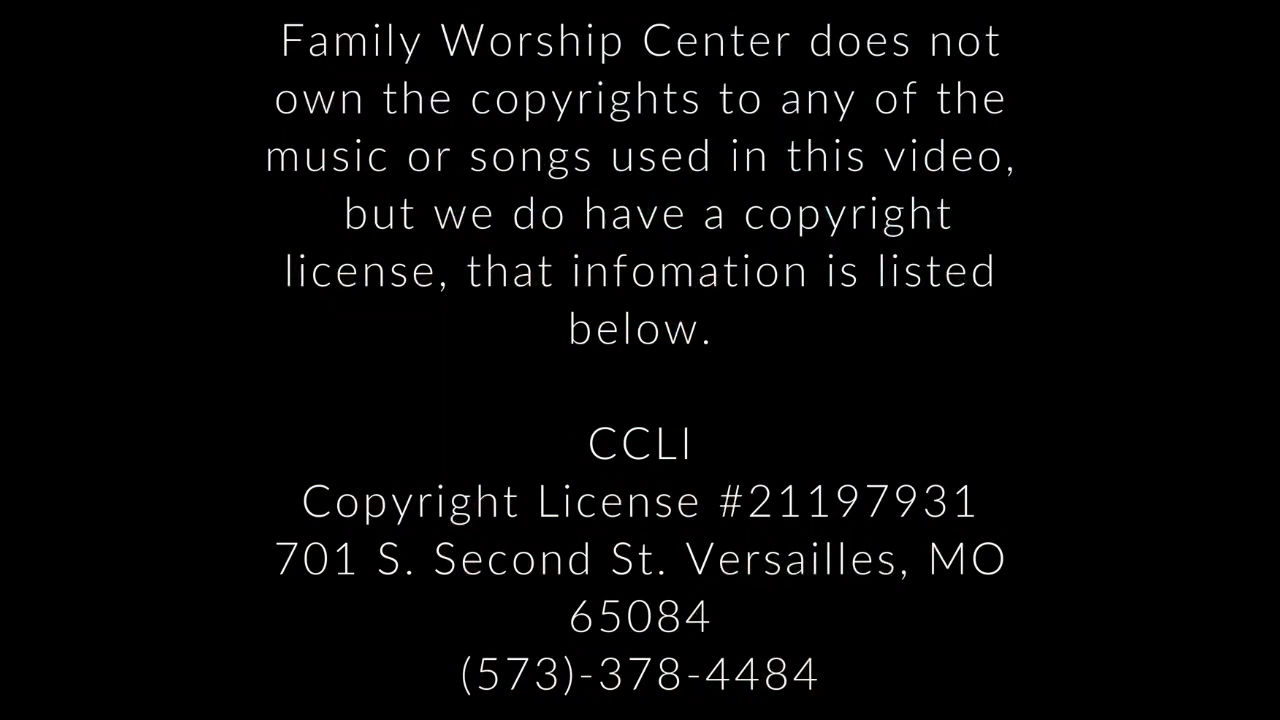 Family Worship Center does not
own the copyrights to any of the
music or songs used in this video,
but we do have a copyright
license, that infomation is listed
below.
CCLI
Copyright License #21197931
701 S. Second St. Versailles, MO
65084
(573)-378-4484